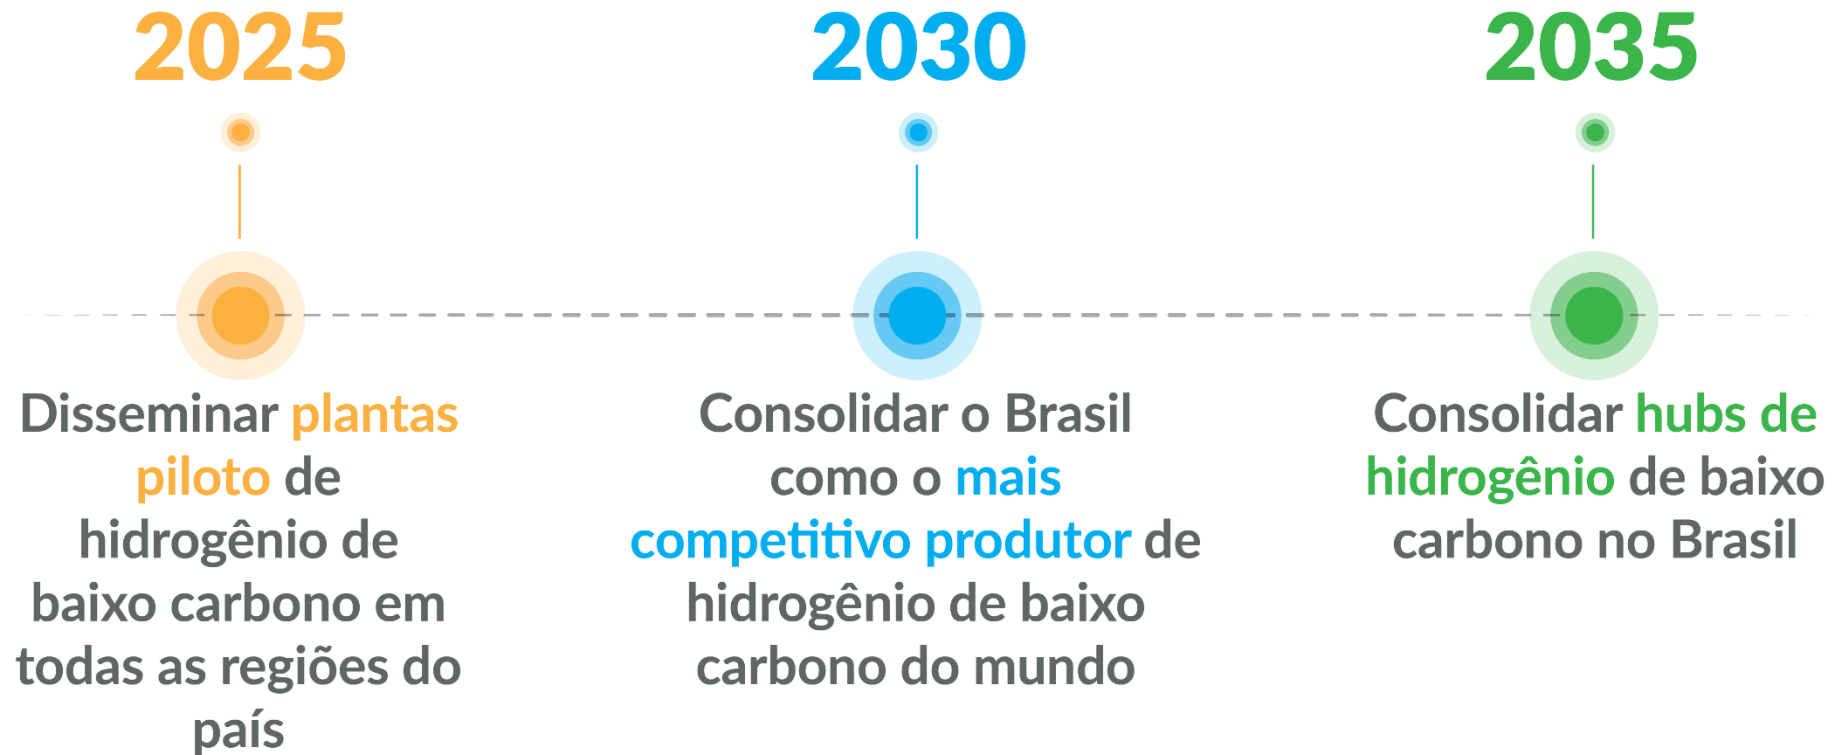 2025
Disseminar plantas
piloto de
hidrogênio de
baixo carbono em
todas as regiões do
país
2030
Consolidar o Brasil
como o mais
competitivo produtor de
hidrogênio de baixo
carbono do mundo
2035
Consolidar hubs de
hidrogênio de baixo
carbono no Brasil